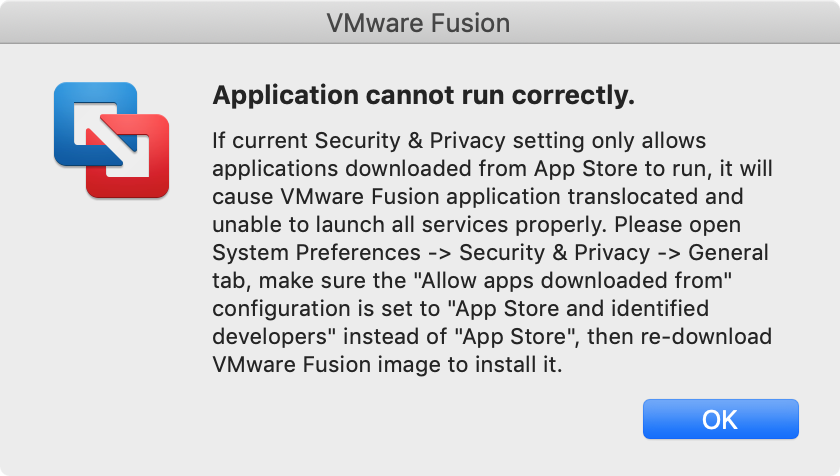 VMware Fusion
Application cannot run correctly.
If current Security & Privacy setting only allows
applications downloaded from App Store to run, it will
cause VMware Fusion application translocated and
unable to launch all services properly. Please open
System Preferences -> Security & Privacy -> General
tab, make sure the "Allow apps downloaded from"
configuration is set to "App Store and identified
developers" instead of "App Store", then re-download
VMware Fusion image to install it.
OK